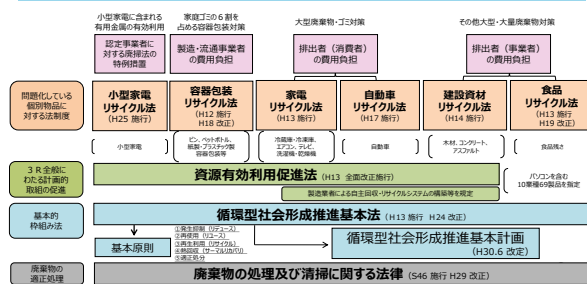 小型家電に含まれる
有用金属の有効利用
家庭ゴミの６割を
占める容器包装対策
大型廃棄物・ゴミ対策
その他大型・大量廃棄物対策
認定事業者に
対する廃掃法の
特例措置
製造・流通事業者
の費用負担
排出者（消費者）
の費用負担
排出者（事業者）
の費用負担
問題化している
個別物品に
対する法制度
小型家電
リサイクル法
(H25 施行)
容器包装
リサイクル法
(H12 施行
H18 改正)
家電
リサイクル法
(H13 施行)
自動車
リサイクル法
(H17 施行)
建設資材
リサイクル法
(H14 施行)
食品
リサイクル法
(H13 施行
H19 改正)
小型家電
ビン、ペットボトル、
紙製・プラスチック製
容器包装等
冷蔵庫・冷凍庫、
エアコン、テレビ、
洗濯機・乾燥機
自動車
木材、コンクリート、
アスファルト
食品残さ
３Ｒ全般に
わたる計画的
取組の促進
資源有効利用促進法（H13 全面改正施行）
製造業者による自主回収・リサイクルシステムの構築等を規定
パソコンを含む
10業種69製品を指定
基本的
枠組み法
循環型社会形成推進基本法（H13 施行 H24 改正）
基本原則
①発生抑制（リデュース）
②再使用（リユース）
③再生利用（リサイクル）
④熱回収（サーマルリカバリ）
⑤適正処分
循環型社会形成推進基本計画
（H30.6 改定）
廃棄物の
適正処理
廃棄物の処理及び清掃に関する法律（S46 施行 H29 改正）